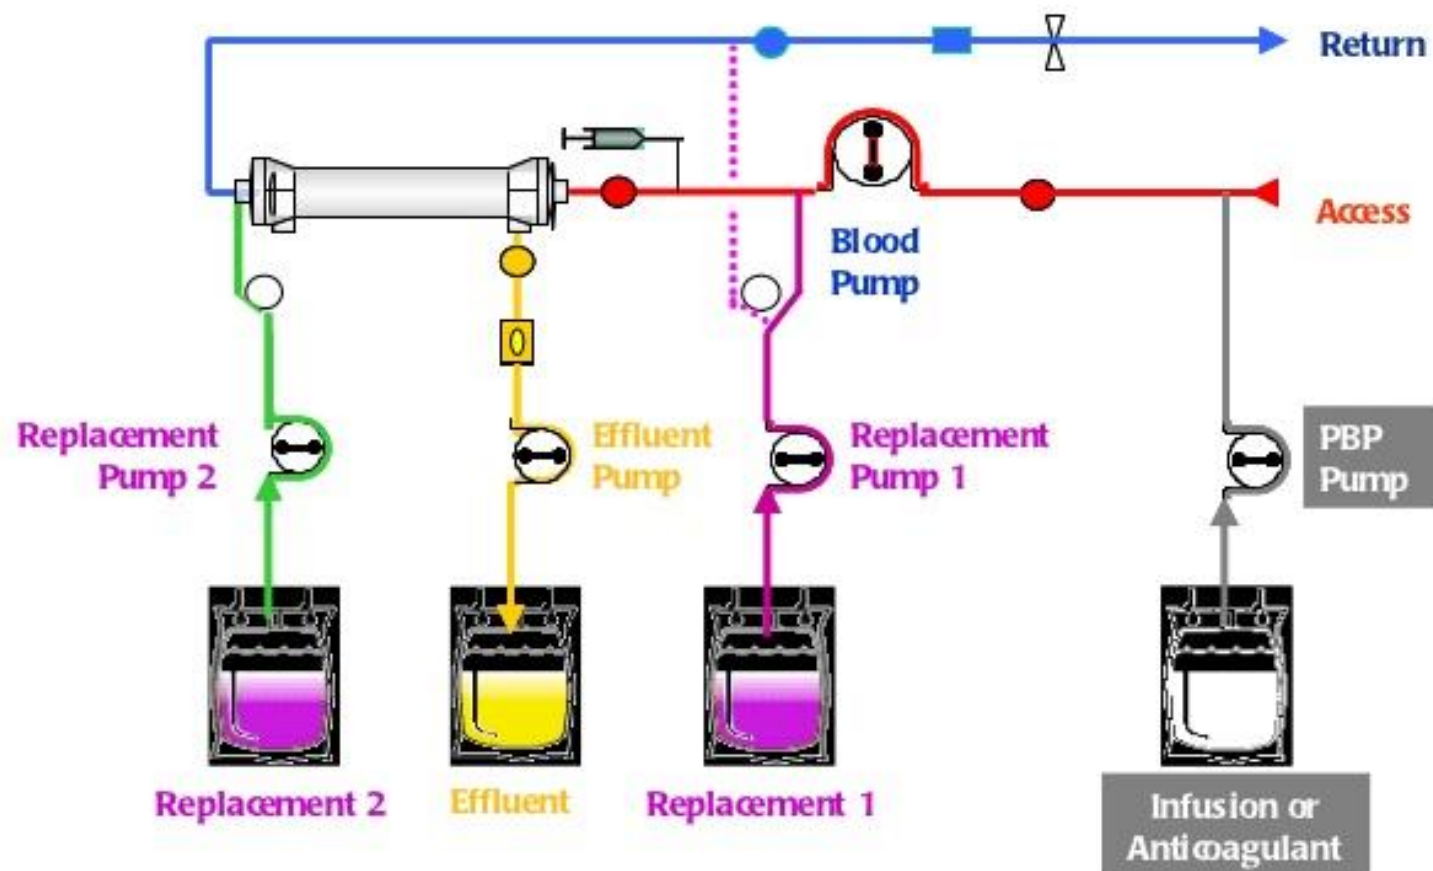 Return
Access
Blood
Pump
Replacement
Pump 2
Effluent
Pump
Replacement
Pump 1
PBP
Pump
Replacement 2
Effluent
Replacement 1
Infusion or
Anticoagulant